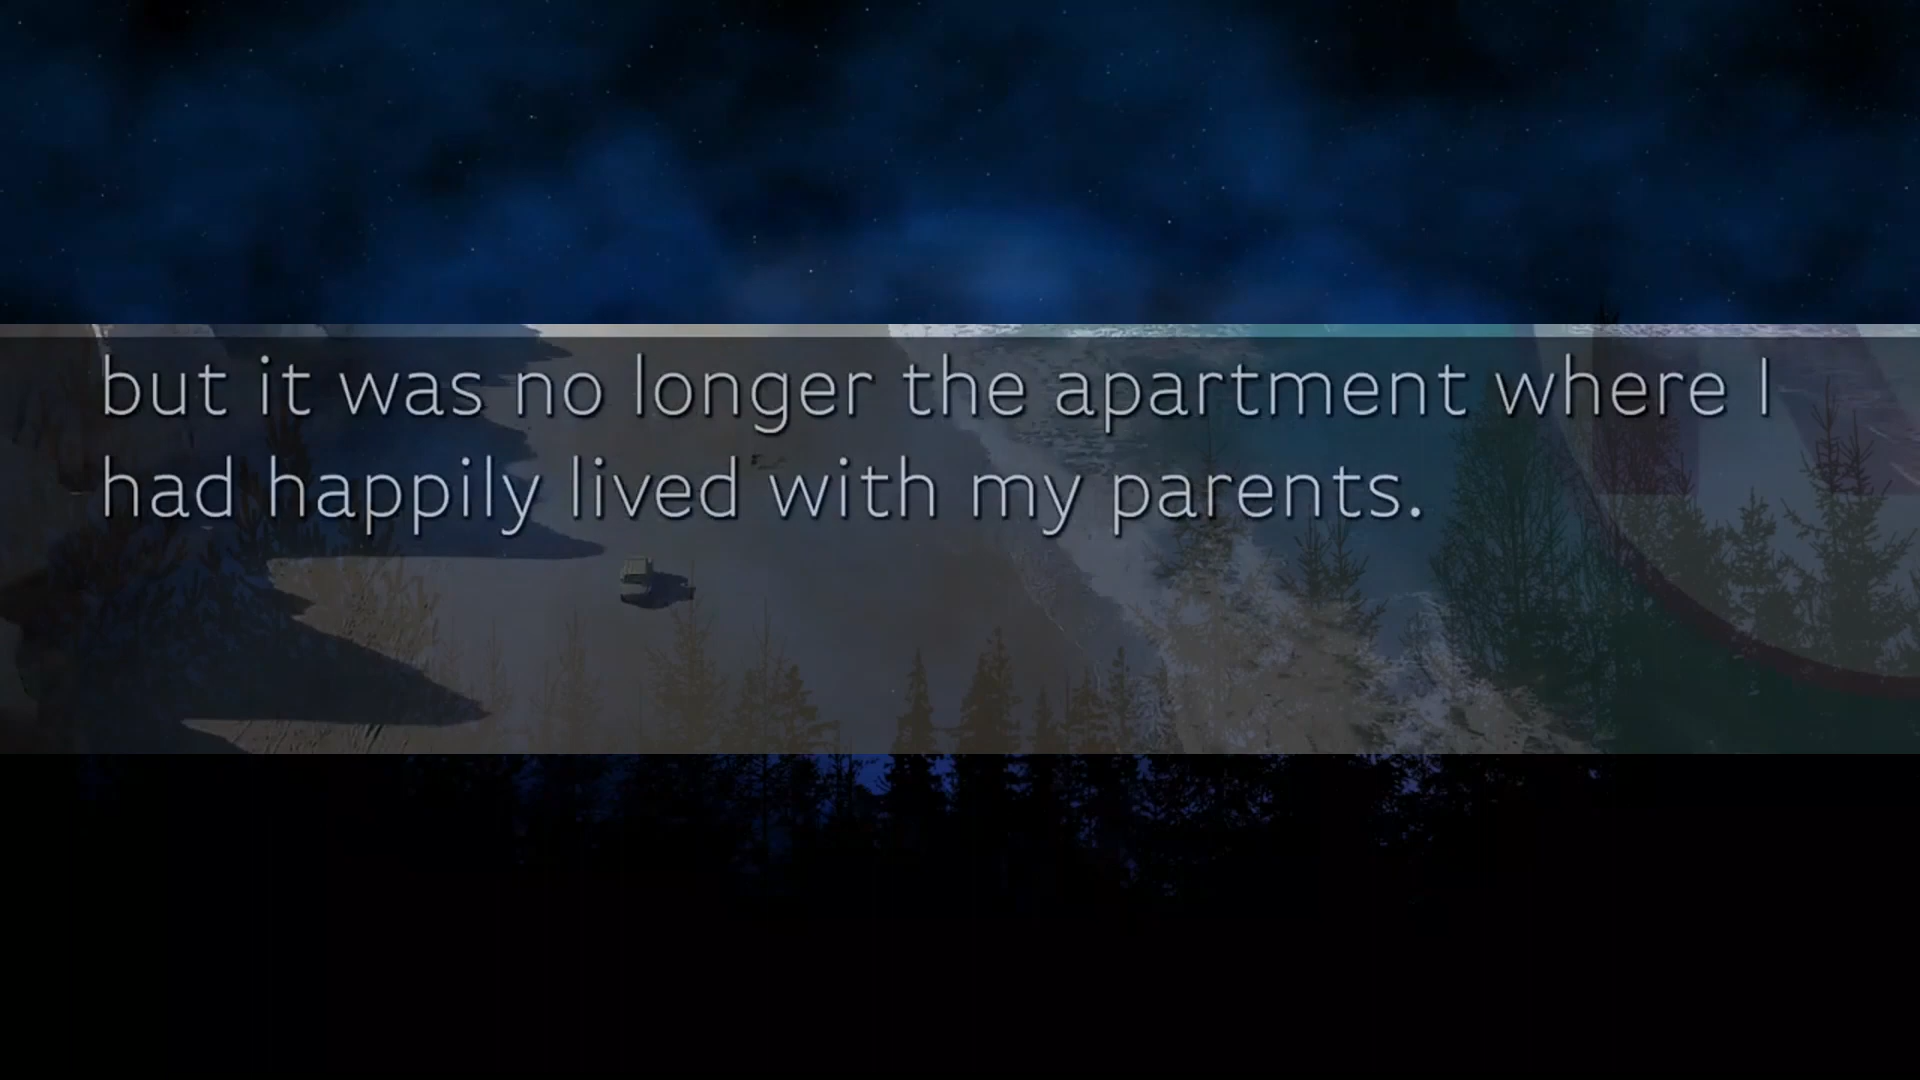 but it was no longer the apartment where I
had happily lived with my parents.